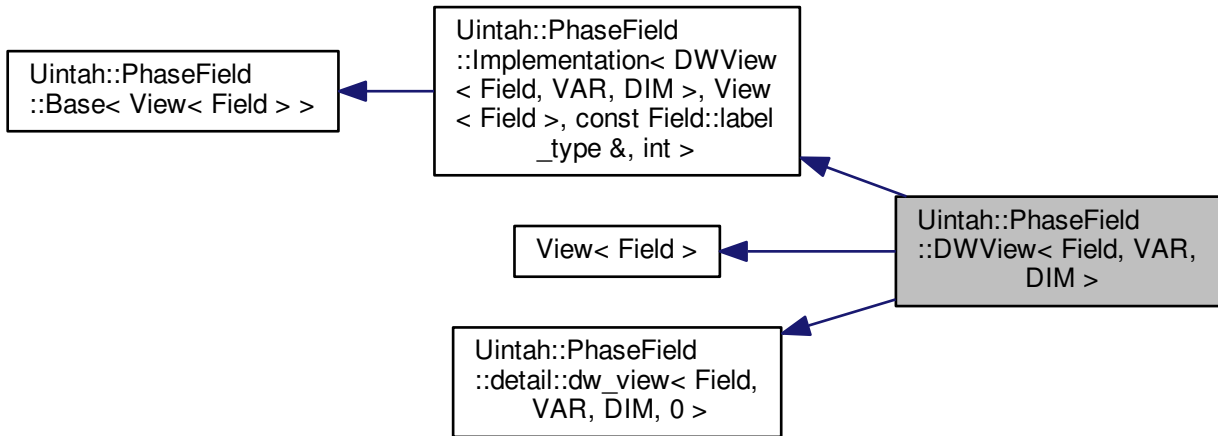 Uintah::PhaseField
::Base< View< Field > >
Uintah::PhaseField
::Implementation< DWView
< Field, VAR, DIM >, View
< Field >, const Field::label
_type &, int >
View< Field >
Uintah::PhaseField
::detail::dw_view< Field,
VAR, DIM, 0 >
Uintah::PhaseField
::DWView< Field, VAR,
DIM >